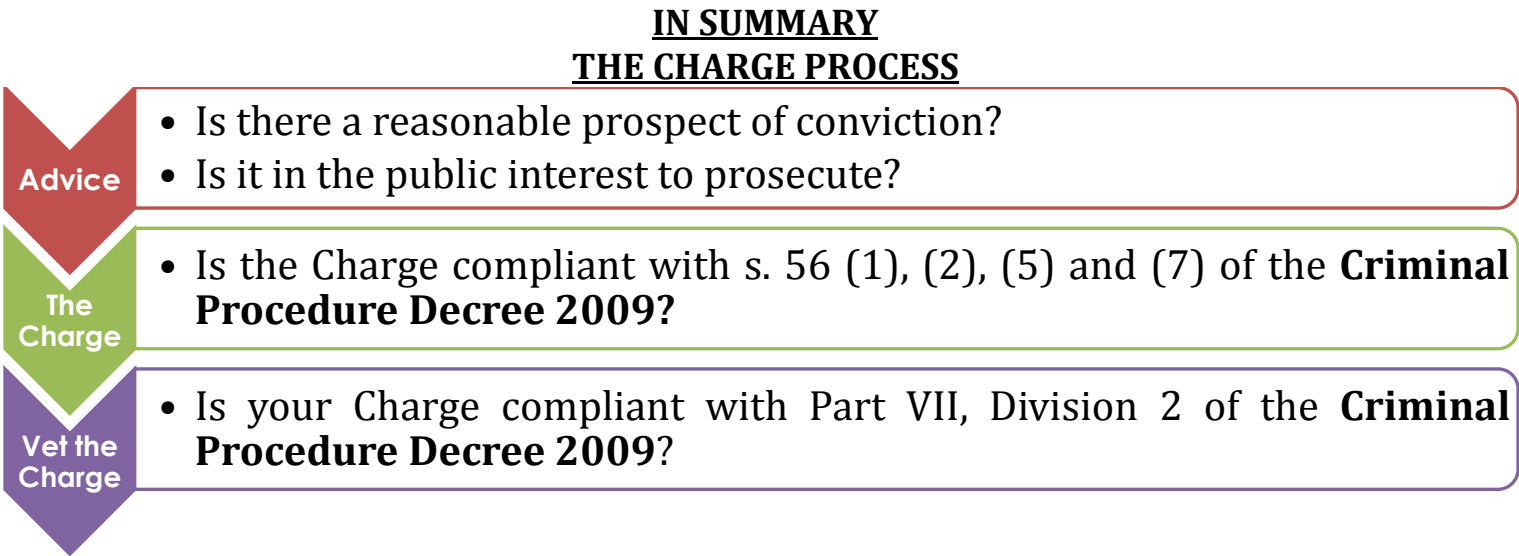 IN SUMMARY
THE CHARGE PROCESS
Advice
• Is there a reasonable prospect of conviction?
• Is it in the public interest to prosecute?
The
Charge
• Is the Charge compliant with s. 56 (1), (2), (5) and (7) of the Criminal
Procedure Decree 2009?
Vet the
Charge
• Is your Charge compliant with Part VII, Division 2 of the Criminal
Procedure Decree 2009?